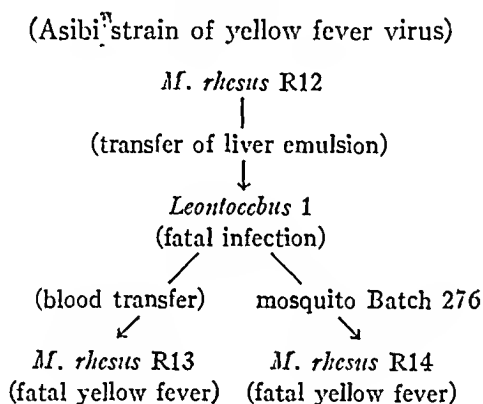 (Asibi strain of yellow fever virus)
M. rhesus R12
(transfer of liver emulsion)
Leontocebus 1
(fatal infection)
(blood transfer) mosquito Batch 276
M. rhesus R13 M. rhesus R14
(fatal yellow fever) (fatal yellow fever)